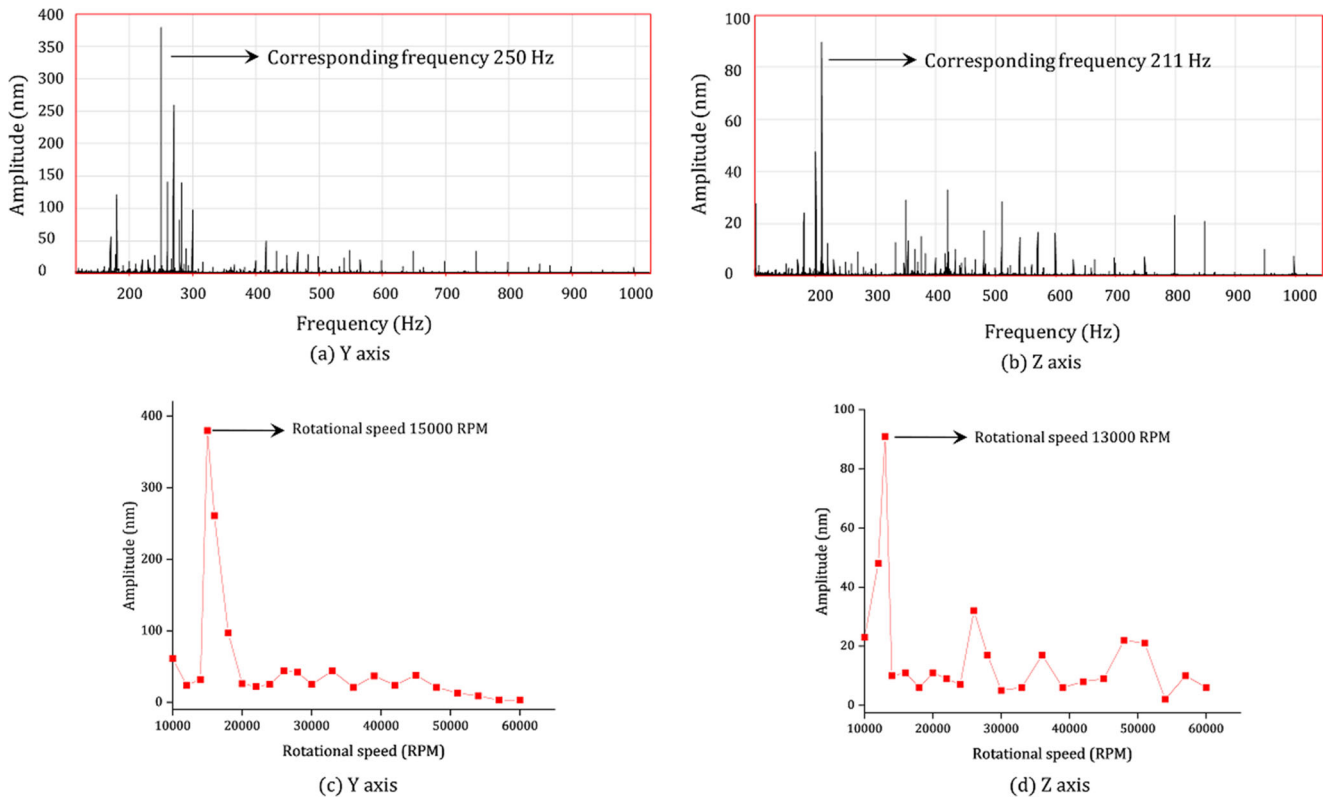 400
350
300
250
200
150
100
50
0
Amplitude (nm)
Corresponding frequency 250 Hz
200 300 400 500 600 700 800 900 1000
Frequency (Hz)
(a) Y axis
100
80
60
40
20
0
Amplitude (nm)
Corresponding frequency 211 Hz
200 300 400 500 600 700 800 900 1000
Frequency (Hz)
(b) Z axis
400
300
200
100
0
Amplitude (nm)
Rotational speed 15000 RPM
10000 20000 30000 40000 50000 60000
Rotational speed (RPM)
(c) Y axis
100
80
60
40
20
0
Amplitude (nm)
Rotational speed 13000 RPM
10000 20000 30000 40000 50000 60000
Rotational speed (RPM)
(d) Z axis